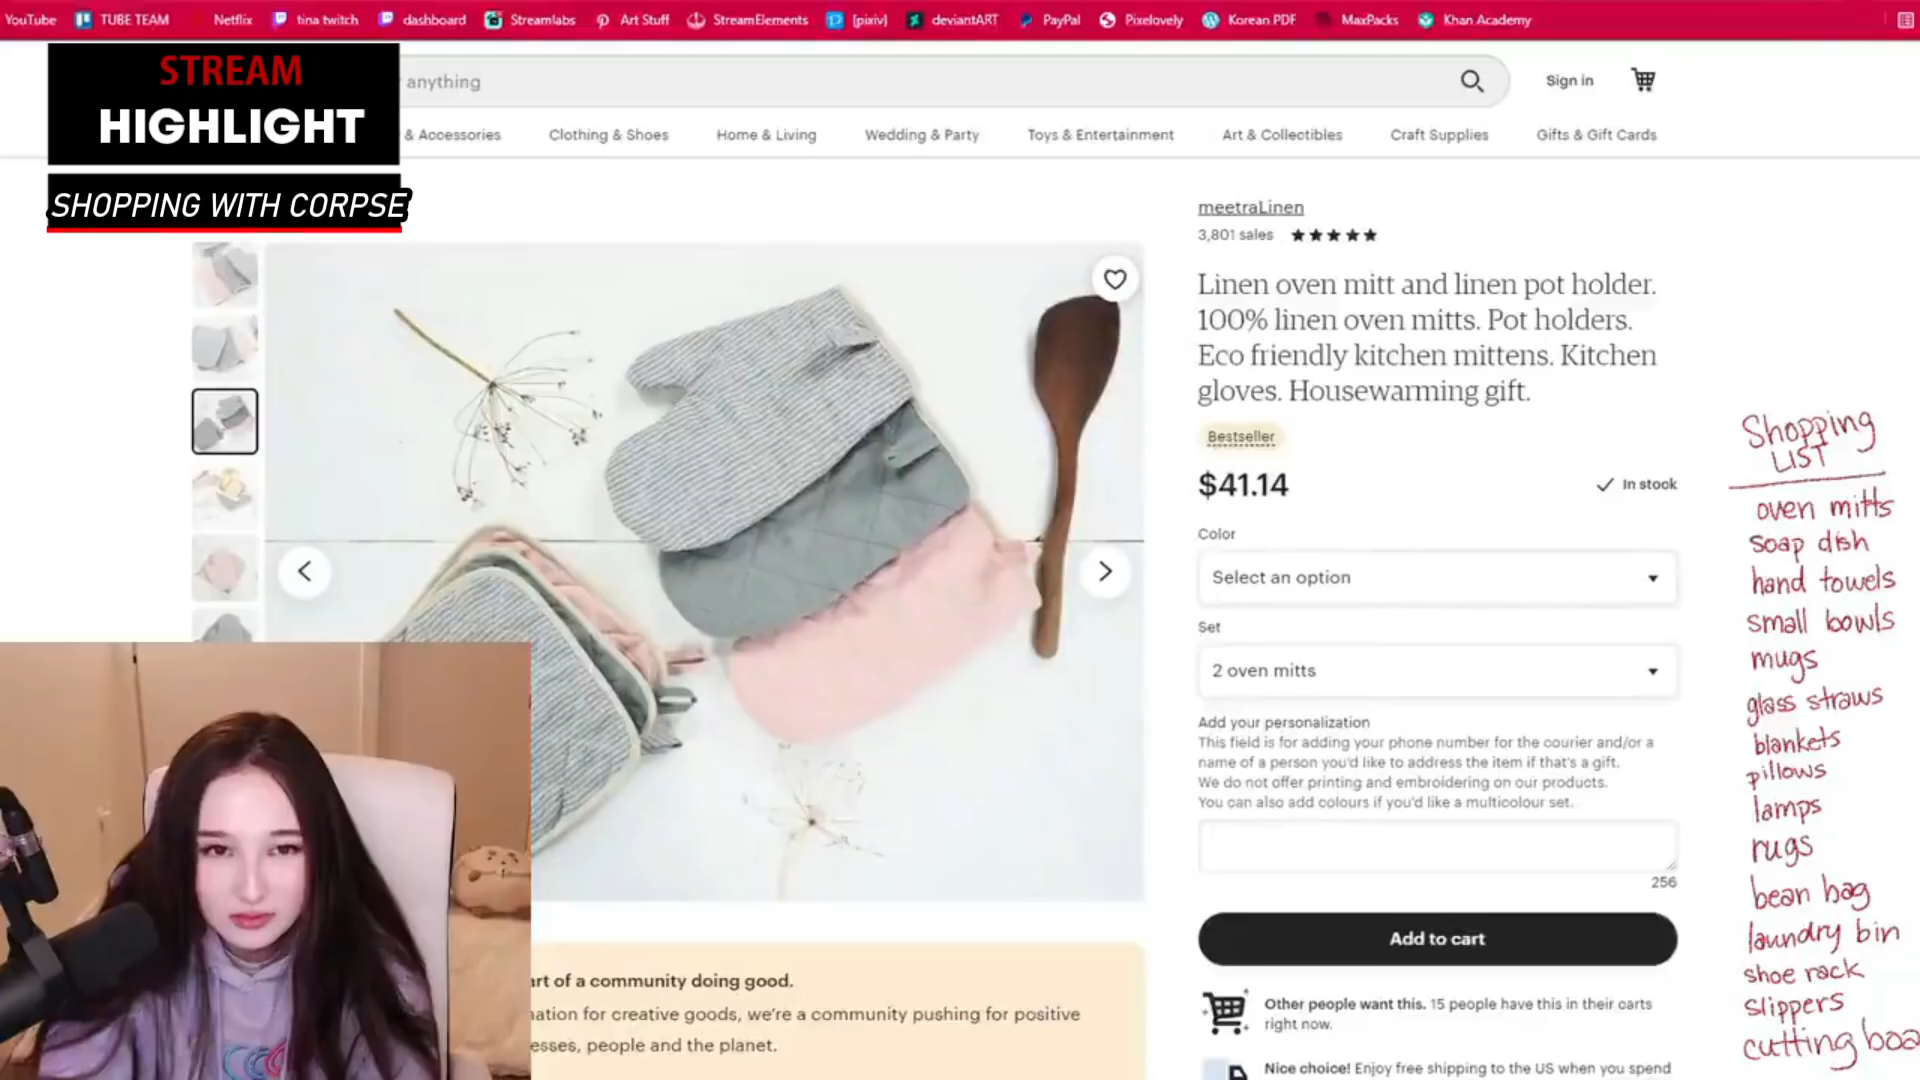 YouTube TUBE TEAM Netflix tina twitch dashboard Streamlabs Art Stuff StreamElements [pixiv] deviantART PayPal Pixelovely Korean PDF MaxPacks Khan Academy
STREAM
HIGHLIGHT
SHOPPING WITH CORPSE
anything
Sign in
& Accessories Clothing & Shoes Home & Living Wedding & Party Toys & Entertainment Art & Collectibles Craft Supplies Gifts & Gift Cards
meetraLinen
3,801 sales
Linen oven mitt and linen pot holder.
100% linen oven mitts. Pot holders.
Eco friendly kitchen mittens. Kitchen
gloves. Housewarming gift.
Bestseller
$41.14
In stock
Color
Select an option
Set
2 oven mitts
Add your personalization
This field is for adding your phone number for the courier and/or a
name of a person you'd like to address the item if that's a gift.
We do not offer printing and embroidering on our products.
You can also add colours if you'd like a multicolour set.
256
Add to cart
Other people want this. 15 people have this in their carts
right now.
Nice choice! Enjoy free shipping to the US when you spend
of a community doing good.
for creative goods, we're a community pushing for positive
people and the planet.
Shopping
LIST
oven mitts
soap dish
hand towels
small bowls
mugs
glass straws
blankets
pillows
lamps
rugs
bean bag
laundry bin
shoe rack
slippers
cutting boa